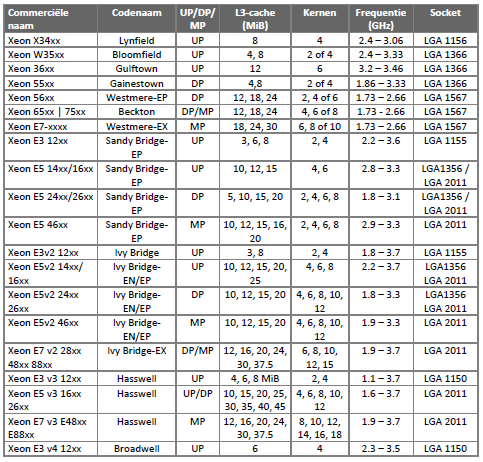 Commerciële naam Codenaam UP/DP/MP L3-cache (MiB) Kernen Frequentie (GHz) Socket
Xeon X34xx Lynfield UP 8 4 2.4 – 3.06 LGA 1156
Xeon W35xx Bloomfield UP 4, 8 2 of 4 2.4 – 3.33 LGA 1366
Xeon 36xx Gulftown UP 12 6 3.2 – 3.46 LGA 1366
Xeon 55xx Gainestown DP 4,8 2 of 4 1.86 – 3.33 LGA 1366
Xeon 56xx Westmere-EP DP 12, 18, 24 2, 4 of 6 1.73 – 2.66 LGA 1567
Xeon 65xx | 75xx Beckton DP/MP 12, 18, 24 4, 6 of 8 1.73 – 2.66 LGA 1567
Xeon E7-xxxx Westmere-EX MP 18, 24, 30 6, 8 of 10 1.73 - 2.66 LGA 1567
Xeon E3 12xx Sandy Bridge-EP UP 3, 6, 8 2, 4 2.2 – 3.6 LGA 1155
Xeon E5 14xx/16xx Sandy Bridge-EP UP 10, 12, 15 4, 6 2.8 – 3.3 LGA1356 / LGA 2011
Xeon E5 24xx/26xx Sandy Bridge-EP DP 5, 10, 15, 20 2, 4, 6, 8 1.8 – 3.1 LGA1356 / LGA 2011
Xeon E5 46xx Sandy Bridge-EP MP 10, 12, 15, 16, 20 2, 4, 6, 8 2.9 – 3.3 LGA 2011
Xeon E3v2 12xx Ivy Bridge UP 3, 8 2, 4 1.8 – 3.7 LGA 1155
Xeon E5v2 14xx/ 16xx Ivy Bridge-EN/EP UP 10, 12, 15, 20, 25 4, 6, 8 2.2 – 3.7 LGA1356 LGA 2011
Xeon E5v2 24xx 26xx Ivy Bridge-EN/EP DP 10, 12, 15, 20 4, 6, 8, 10, 12 1.8 – 3.3 LGA1356 LGA 2011
Xeon E5v2 46xx Ivy Bridge-EN/EP MP 10, 12, 15, 20 4, 6, 8, 10, 12 1.9 – 3.3 LGA 2011
Xeon E7 v2 28xx 48xx 88xx Ivy Bridge-EX DP/MP 12, 16, 20, 24, 30, 37.5 6, 8, 10, 12, 15 1.9 – 3.7 LGA 2011
Xeon E3 v3 12xx Hasswell UP 4, 6, 8 MiB 2, 4 1.1 – 3.7 LGA 1150
Xeon E5 v3 16xx 26xx Hasswell UP/DP 10, 15, 20, 25, 30, 35, 40, 45 4, 6, 8, 10, 12 1.6 – 3.7 LGA 2011
Xeon E7 v3 E48xx E88xx Hasswell MP 12, 16, 20, 24, 30, 37.5 8, 10, 12, 14, 16, 18 1.9 – 3.7 LGA 2011
Xeon E3 v4 12xx Broadwell UP 6 4 2.3 – 3.5 LGA 1150